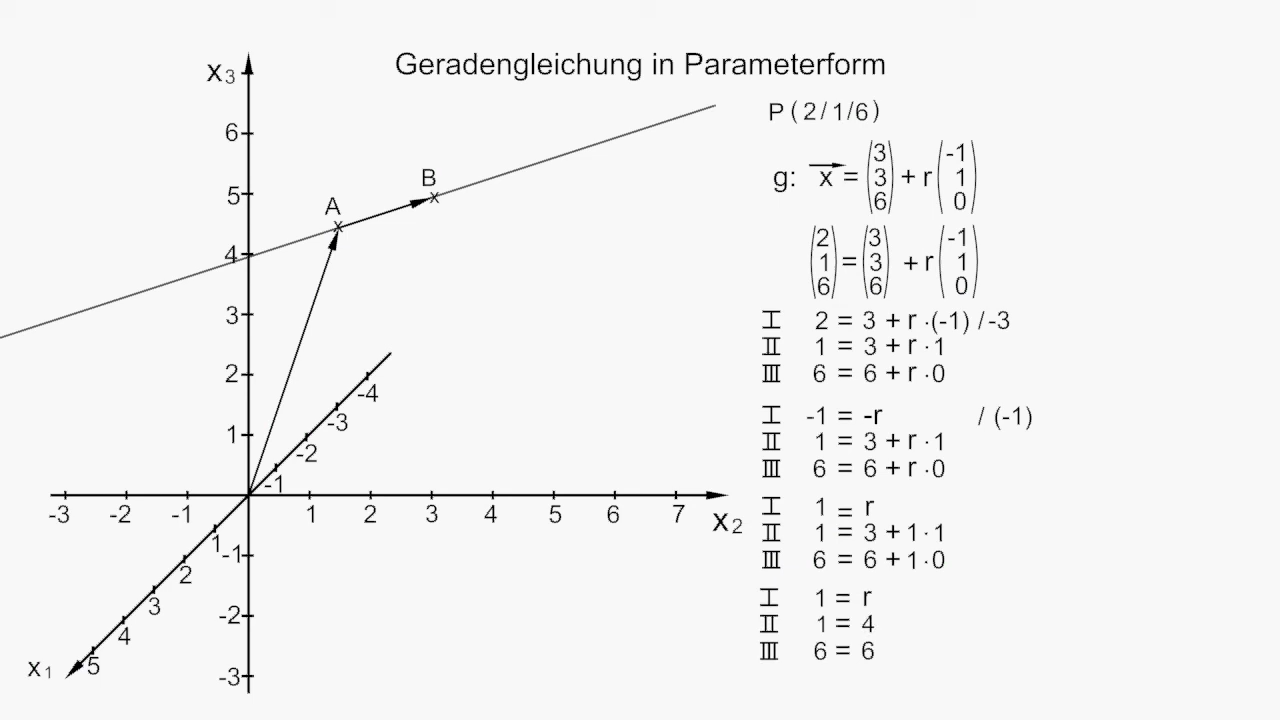 Geradengleichung in Parameterform
x3
6
5
4
3
2
1
-1
-2
-3
A
B
-4
-3
-2
-1
1
2
3
4
5
x1
-3 -2 -1 1 2 3 4 5 6 7
x2
P ( 2 / 1 / 6 )
g: x = (3 3 6) + r (-1 1 0)
(2 1 6) = (3 3 6) + r (-1 1 0)
I 2 = 3 + r · (-1) / -3
II 1 = 3 + r · 1
III 6 = 6 + r · 0
I -1 = -r / (-1)
II 1 = 3 + r · 1
III 6 = 6 + r · 0
I 1 = r
II 1 = 3 + 1 · 1
III 6 = 6 + 1 · 0
I 1 = r
II 1 = 4
III 6 = 6